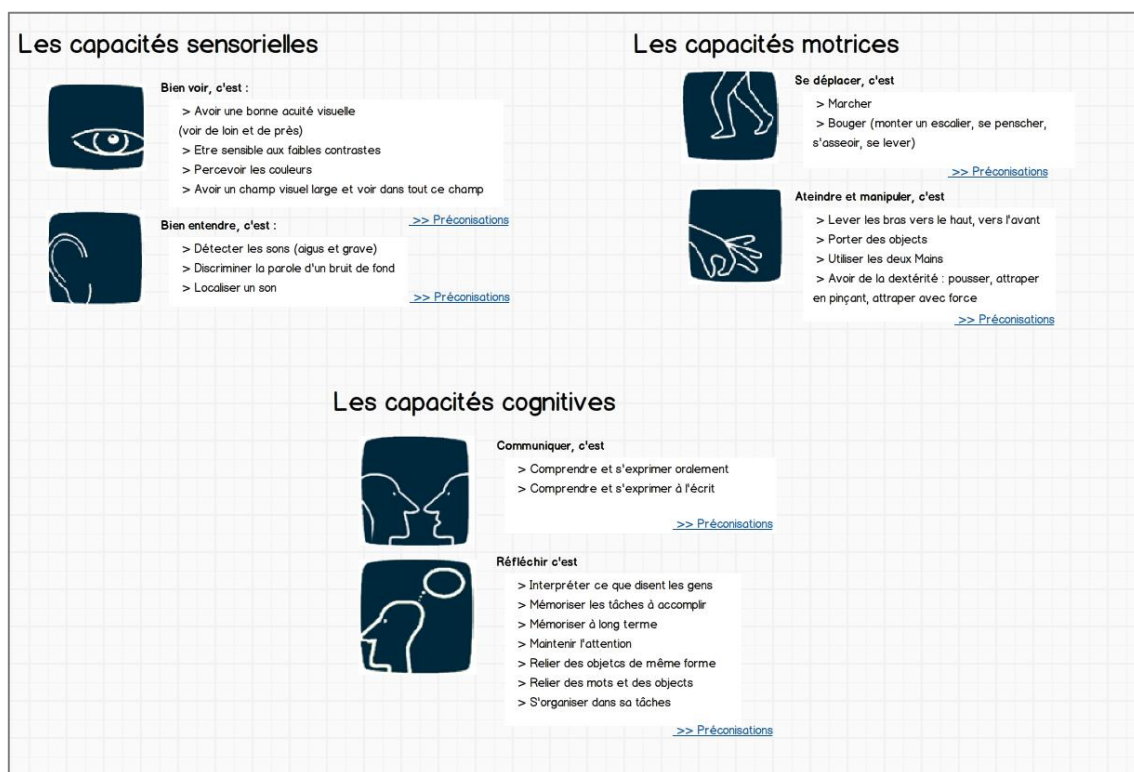 Les capacités sensorielles
Bien voir, c'est :
> Avoir une bonne acuité visuelle
(voir de loin et de près)
> Etre sensible aux faibles contrastes
> Percevoir les couleurs
> Avoir un champ visuel large et voir dans tout ce champ
>> Préconisations
Bien entendre, c'est :
> Détecter les sons (aigus et grave)
> Discriminer la parole d'un bruit de fond
> Localiser un son
>> Préconisations
Les capacités motrices
Se déplacer, c'est
> Marcher
> Bouger (monter un escalier, se penscher,
s'asseoir, se lever)
>> Préconisations
Ateindre et manipuler, c'est
> Lever les bras vers le haut, vers l'avant
> Porter des objects
> Utiliser les deux Mains
> Avoir de la dextérité : pousser, attraper
en pinçant, attraper avec force
>> Préconisations
Les capacités cognitives
Communiquer, c'est
> Comprendre et s'exprimer oralement
> Comprendre et s'exprimer à l'écrit
>> Préconisations
Réfléchir c'est
> Interpréter ce que disent les gens
> Mémoriser les tâches à accomplir
> Mémoriser à long terme
> Maintenir l'attention
> Relier des objetcs de même forme
> Relier des mots et des objects
> S'organiser dans sa tâches
>> Préconisations